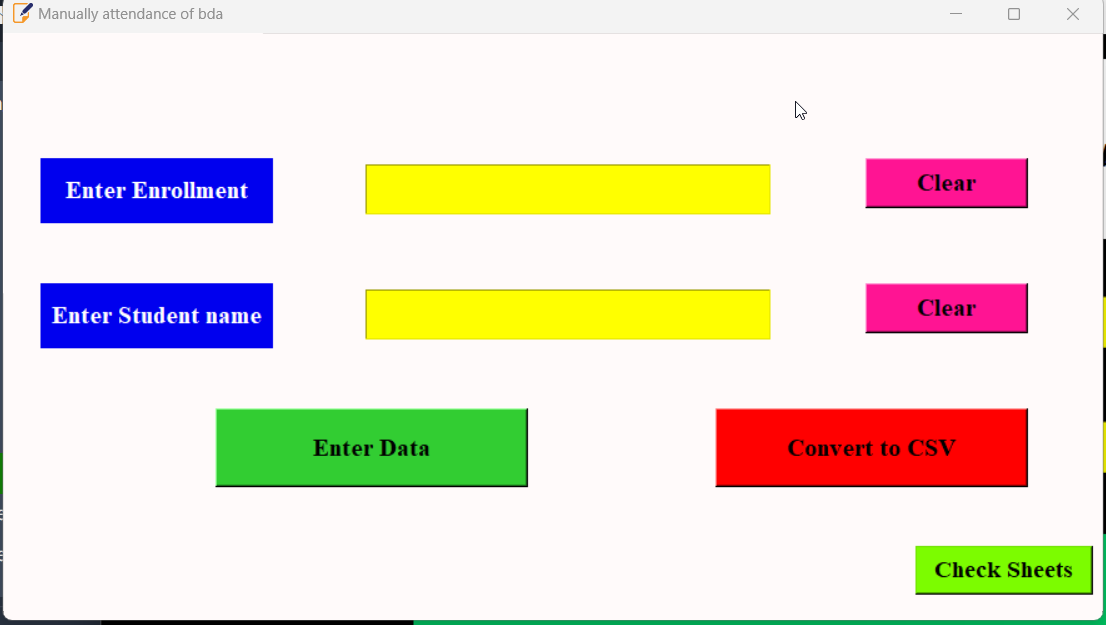 Manually attendance of bda
Enter Enrollment
Clear
Enter Student name
Clear
Enter Data
Convert to CSV
Check Sheets